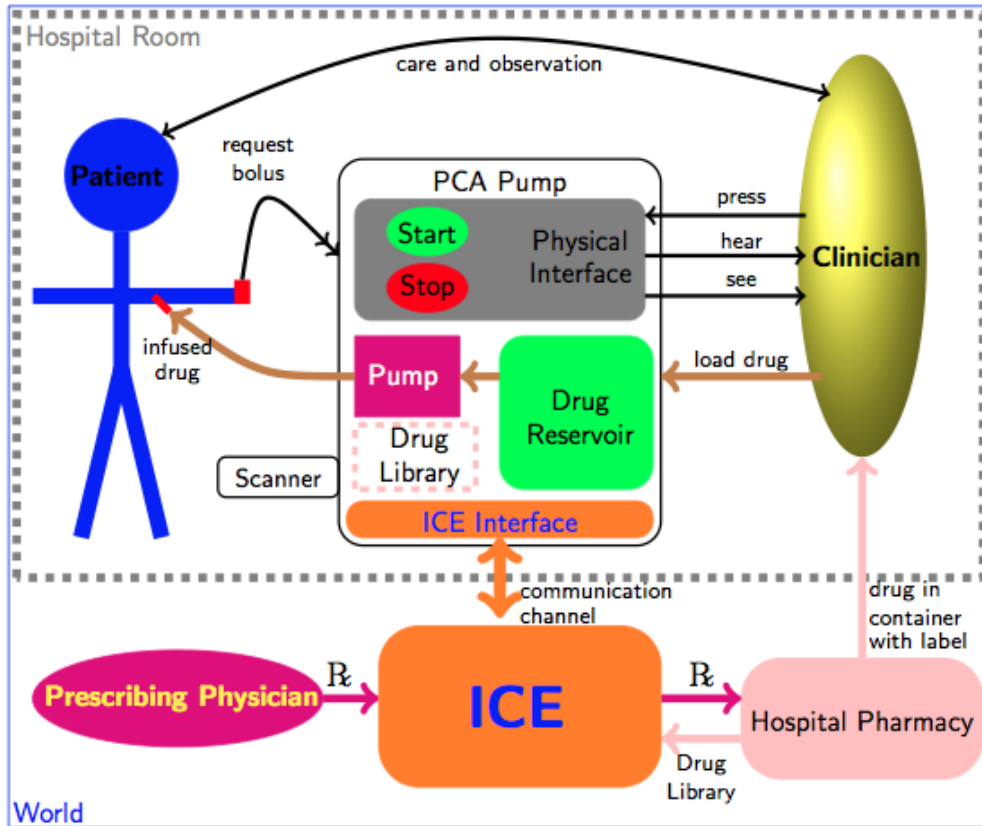 Hospital Room
care and observation
Patient
request
bolus
PCA Pump
Start
Stop
Physical
Interface
press
hear
see
Clinician
infused
drug
Pump
Drug
Reservoir
load drug
Drug
Library
Scanner
ICE Interface
communication
channel
drug in
container
with label
Prescribing Physician
℞
ICE
℞
Hospital Pharmacy
Drug
Library
World